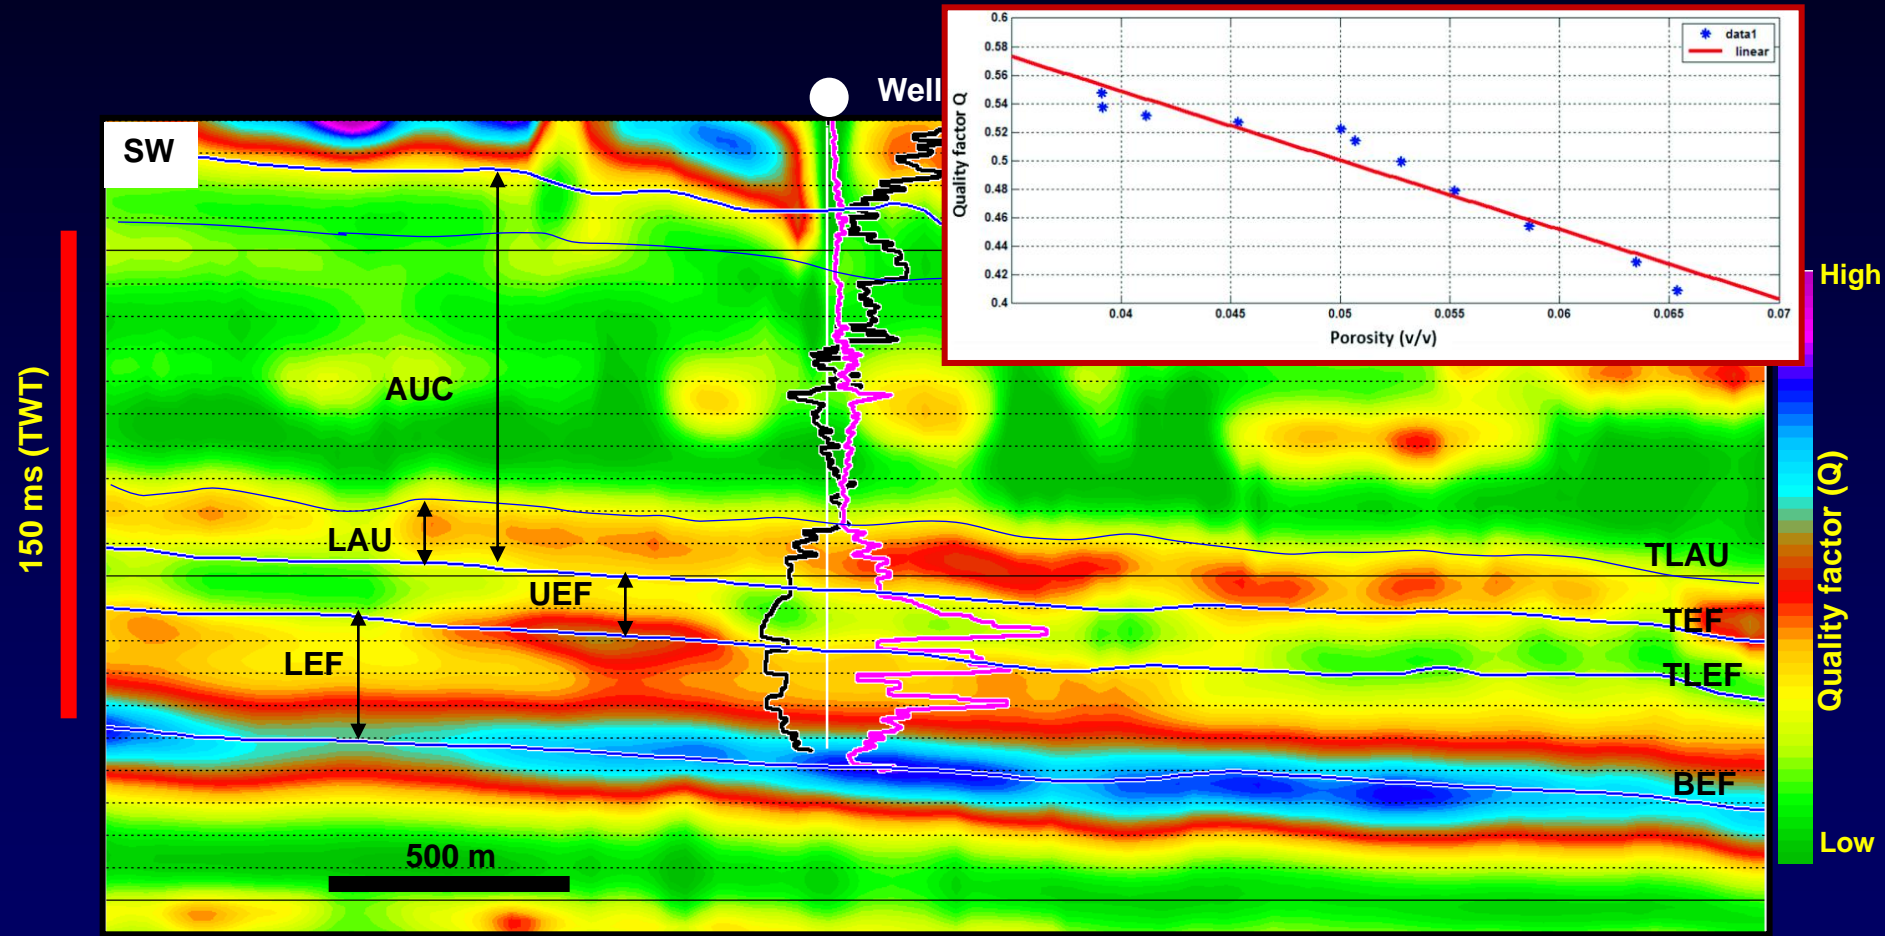 SW
Well
0.6
0.58
0.56
0.54
0.52
0.5
0.48
0.46
0.44
0.42
0.4
Quality factor Q
data1
linear
0.04
0.045
0.05
0.055
0.06
0.065
0.07
Porosity (v/v)
High
150 ms (TWT)
AUC
LAU
UEF
LEF
TLAU
TEF
TLEF
BEF
Quality factor (Q)
Low
500 m